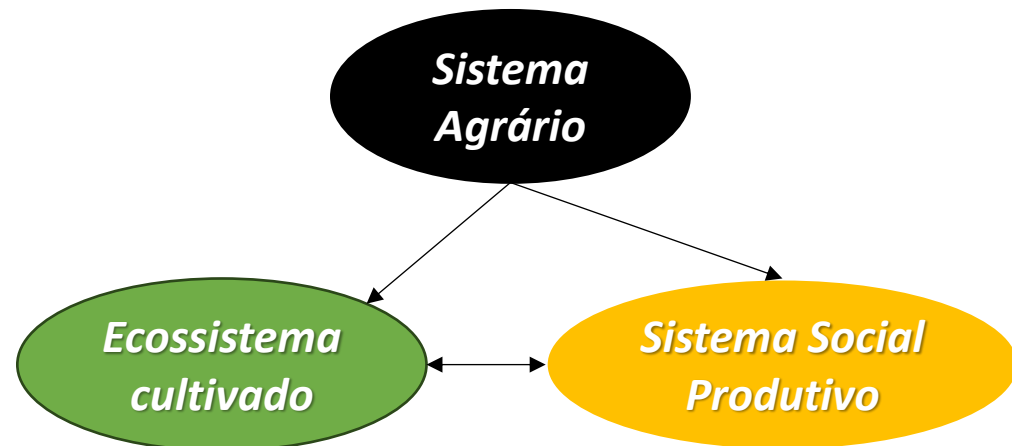 Sistema
Agrário
Ecossistema
cultivado
Sistema Social
Produtivo